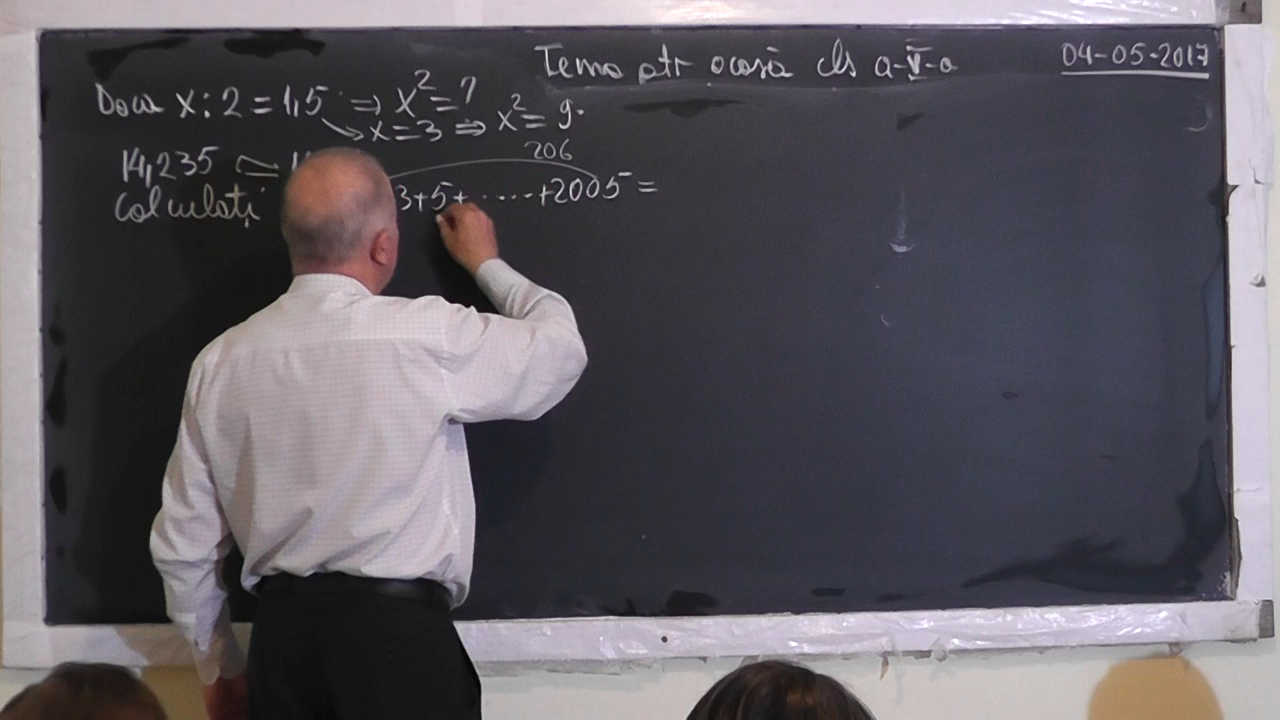 Tema ptr acasă cls a-V-a
04-05-2017
Daca x:2=1,5 ⇒ x²=?
x=3 ⇒ x²=9.
14,235 ≃
206
Calculați 3+5+.....+2005=